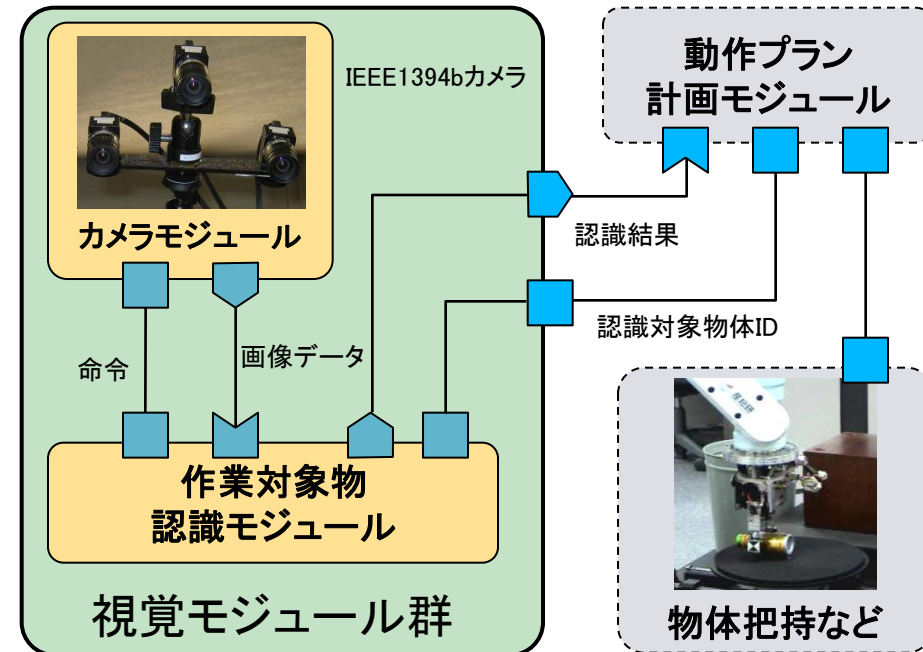 IEEE1394bカメラ
カメラモジュール
命令
画像データ
作業対象物
認識モジュール
視覚モジュール群
動作プラン
計画モジュール
認識結果
認識対象物体ID
産総研
物体把持など